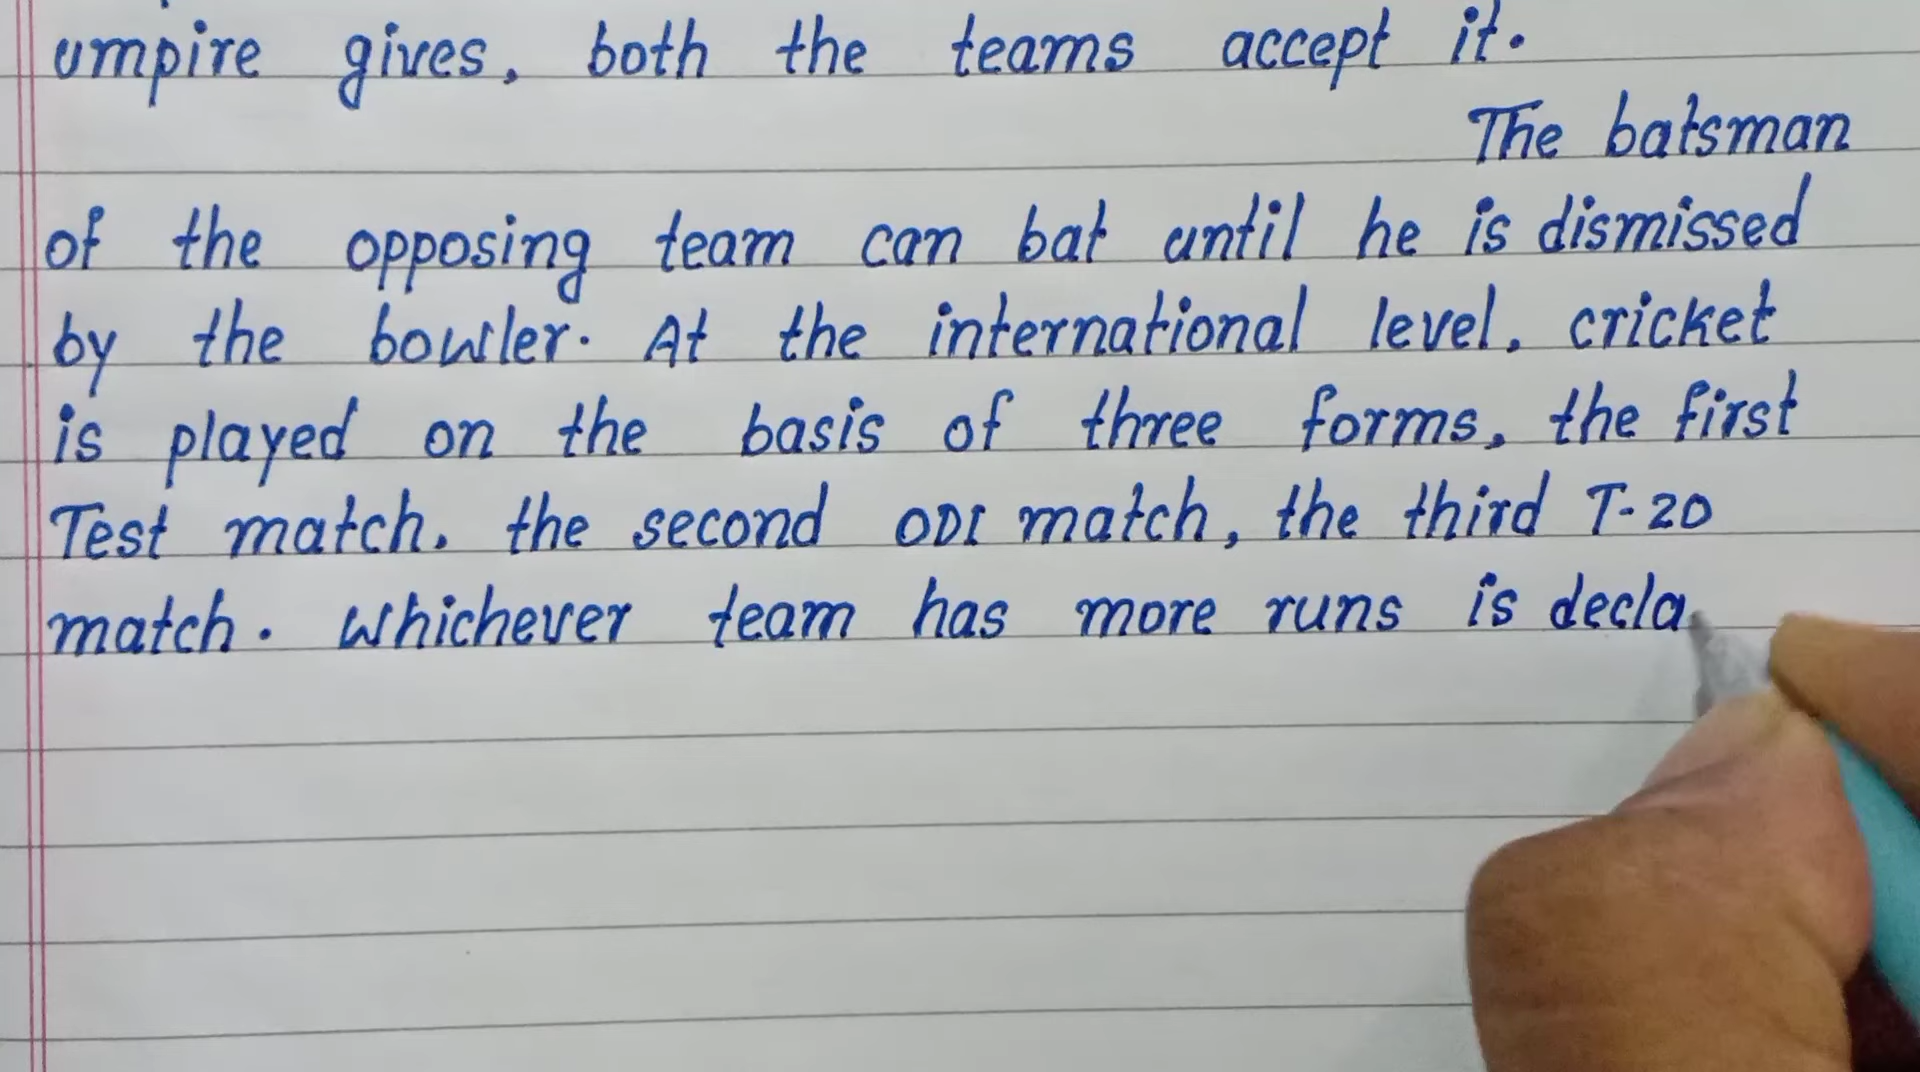 umpire gives, both the teams accept it.
The batsman
of the opposing team can bat until he is dismissed
by the bowler. At the international level, cricket
is played on the basis of three forms, the first
Test match, the second ODI match, the third T-20
match. Whichever team has more runs is decla